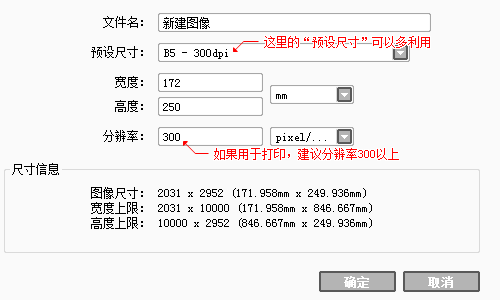 文件名： 新建图像
这里的“预设尺寸”可以多利用
预设尺寸： B5 - 300dpi
宽度： 172
mm
高度： 250
分辨率： 300 pixel/...
如果用于打印，建议分辨率300以上
尺寸信息
图像尺寸： 2031 x 2952 (171.958mm x 249.936mm)
宽度上限： 2031 x 10000 (171.958mm x 846.667mm)
高度上限： 10000 x 2952 (846.667mm x 249.936mm)
确定 取消